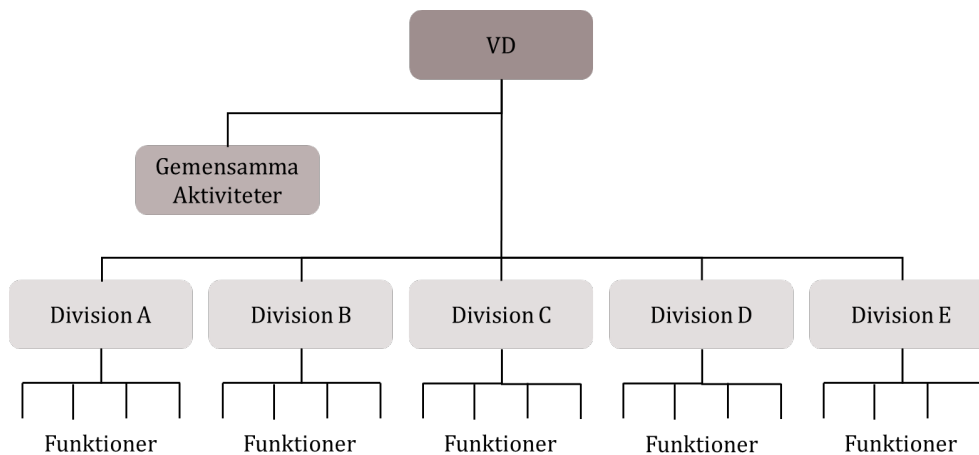 VD
Gemensamma
Aktiviteter
Division A
Division B
Division C
Division D
Division E
Funktioner
Funktioner
Funktioner
Funktioner
Funktioner